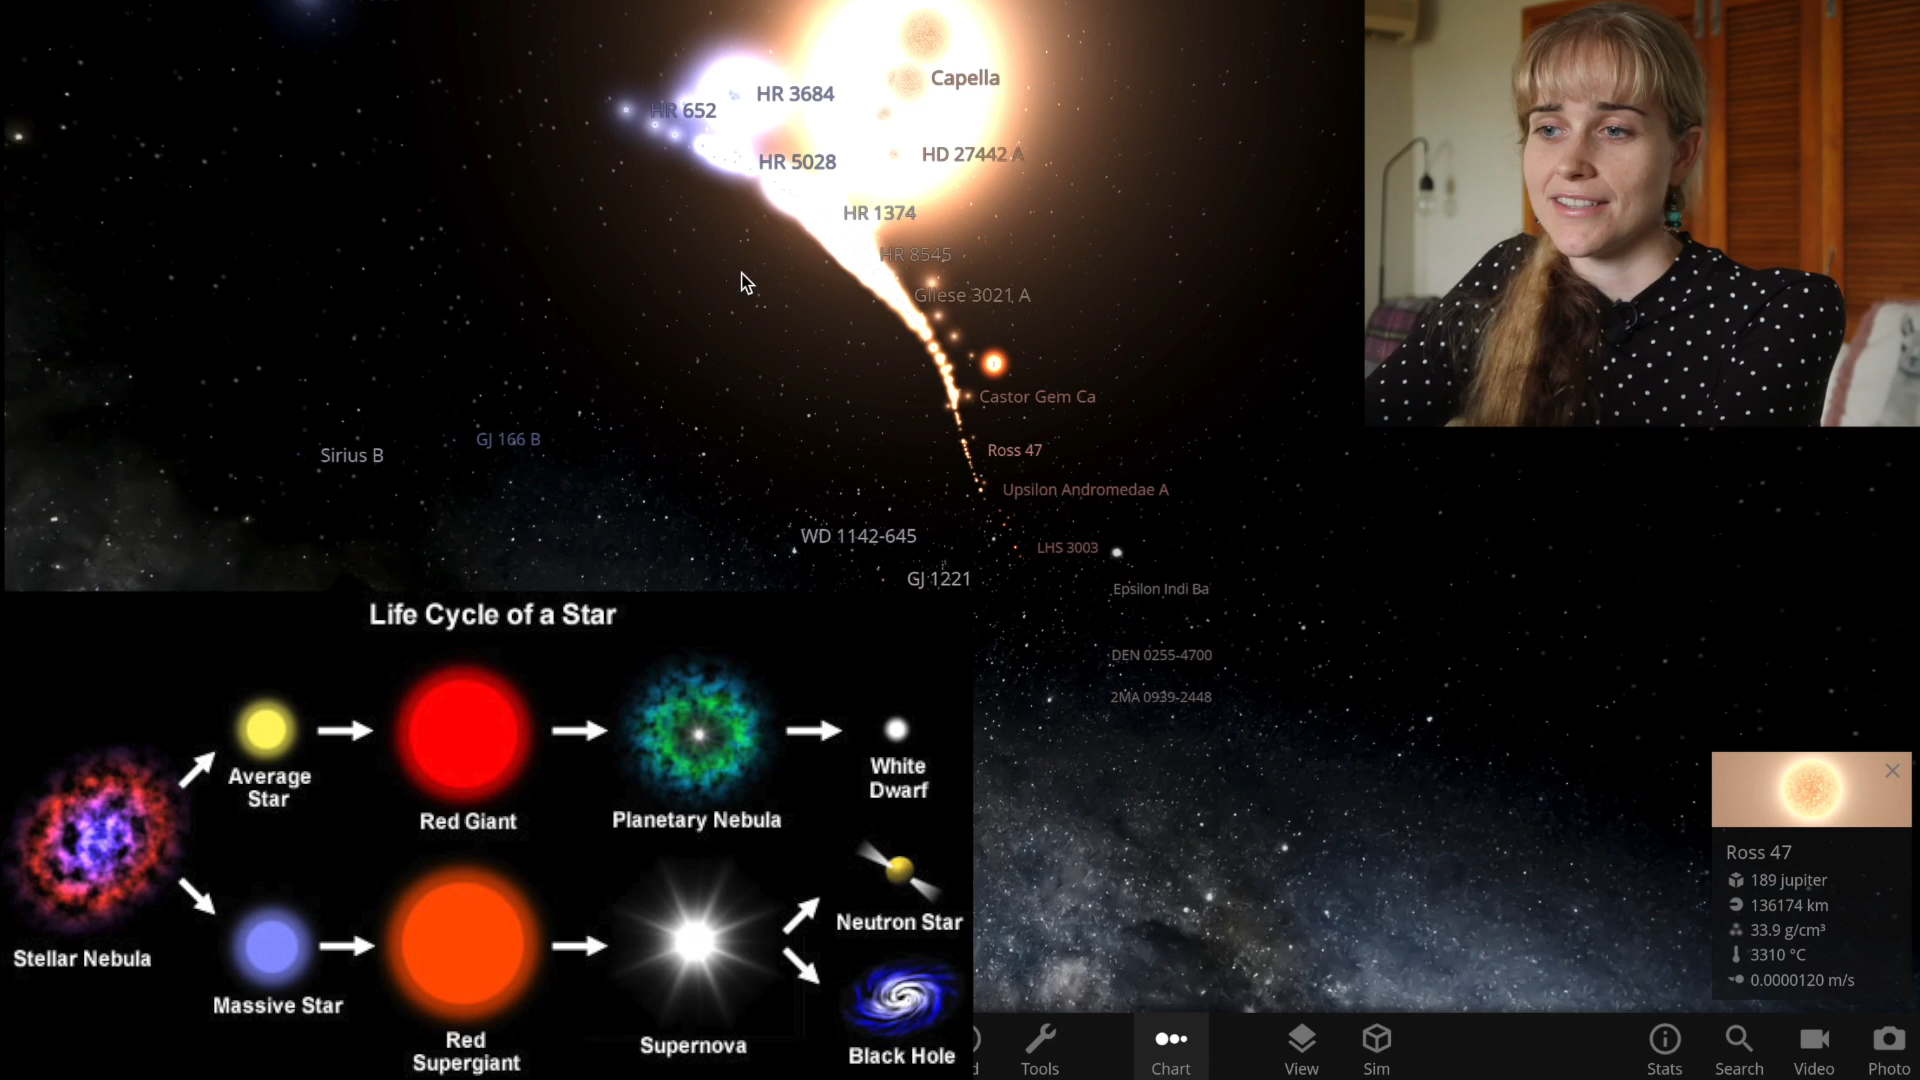 HR 3684
HR 652
Capella
HR 5028
HD 27442 A
HR 1374
HR 8545
Gliese 3021 A
Castor Gem Ca
GJ 166 B
Sirius B
Ross 47
Upsilon Andromedae A
WD 1142-645
LHS 3003
GJ 1221
Epsilon Indi Ba
DEN 0255-4700
2MA 0939-2448
Life Cycle of a Star
Average
Star
Red Giant
Planetary Nebula
White
Dwarf
Stellar Nebula
Massive Star
Red
Supergiant
Supernova
Neutron Star
Black Hole
Ross 47
189 jupiter
136174 km
33.9 g/cm³
3310 °C
0.0000120 m/s
Tools
Chart
View
Sim
Stats
Search
Video
Photo